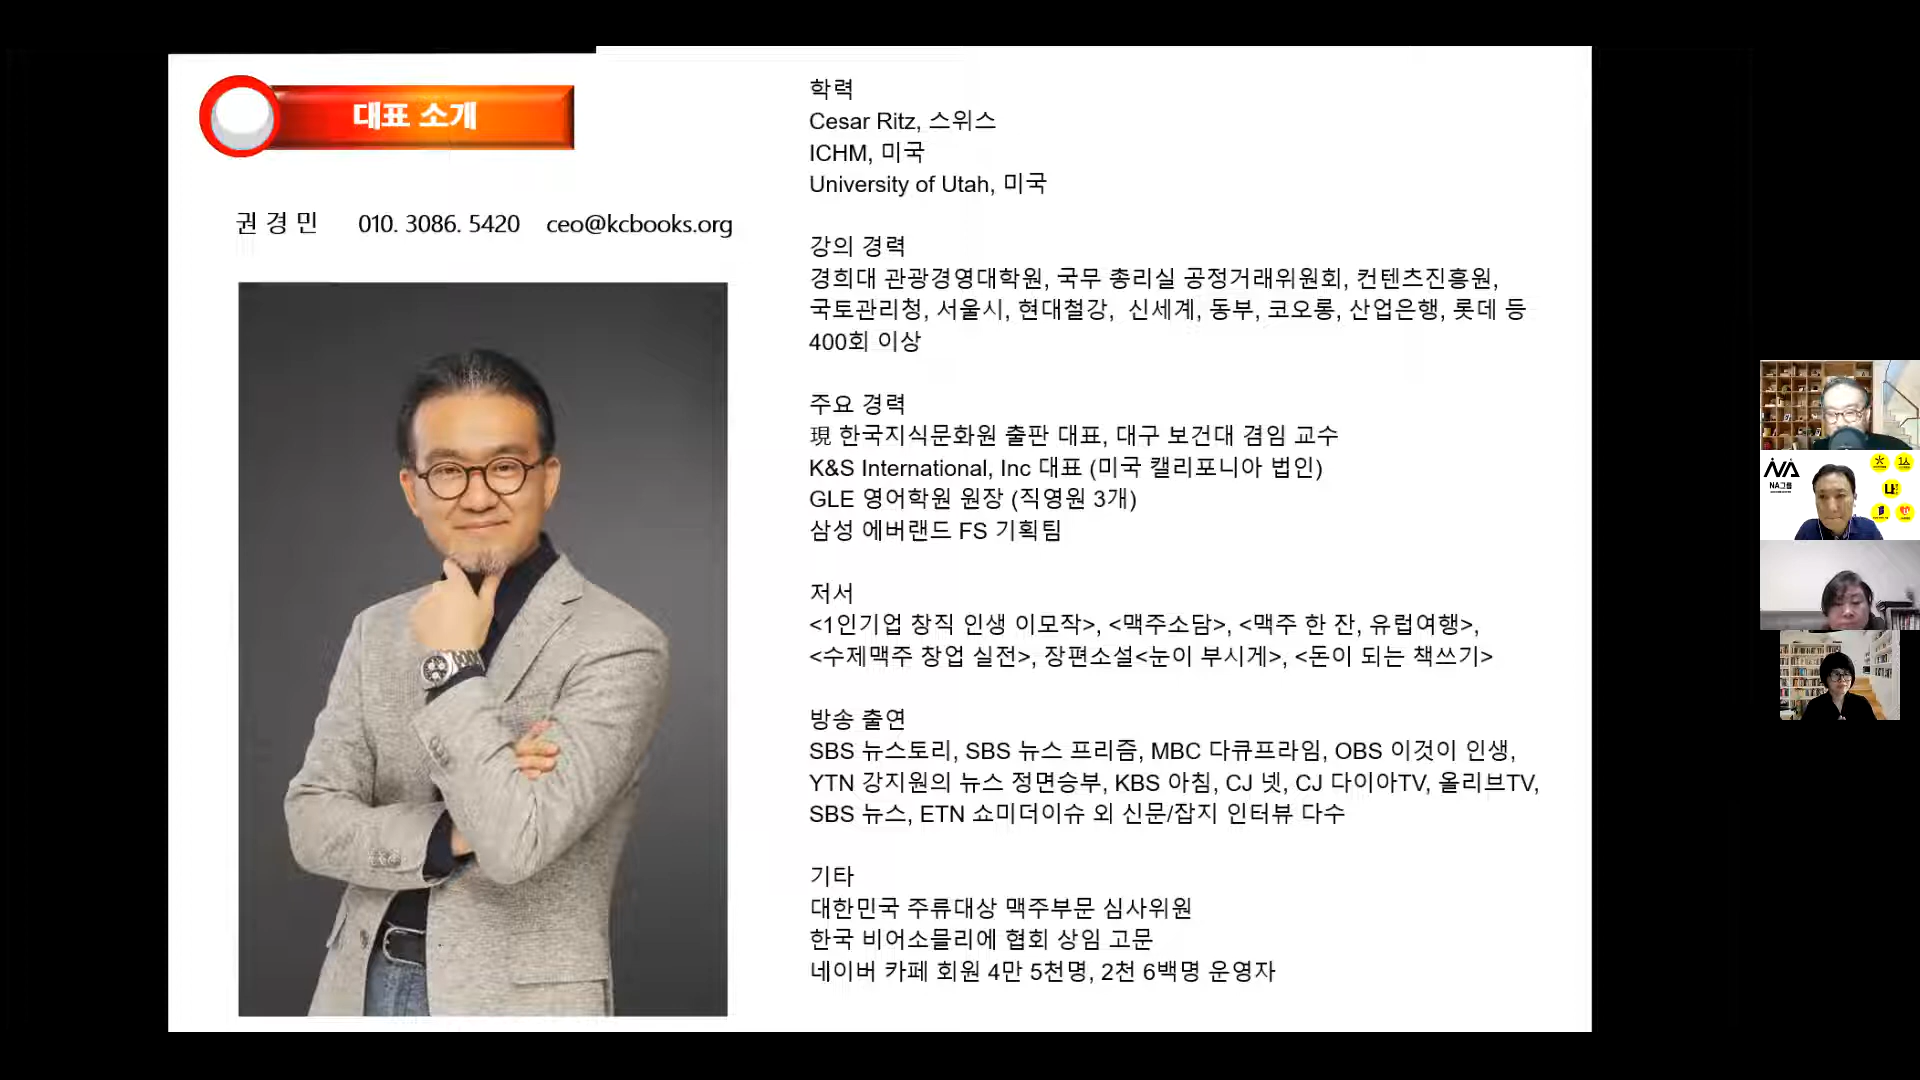 대표 소개
권 경 민 010. 3086. 5420 ceo@kcbooks.org
학력
Cesar Ritz, 스위스
ICHM, 미국
University of Utah, 미국
강의 경력
경희대 관광경영대학원, 국무 총리실 공정거래위원회, 컨텐츠진흥원,
국토관리청, 서울시, 현대철강, 신세계, 동부, 코오롱, 산업은행, 롯데 등
400회 이상
주요 경력
現 한국지식문화원 출판 대표, 대구 보건대 겸임 교수
K&S International, Inc 대표 (미국 캘리포니아 법인)
GLE 영어학원 원장 (직영원 3개)
삼성 에버랜드 FS 기획팀
저서
<1인기업 창직 인생 이모작>, <맥주소담>, <맥주 한 잔, 유럽여행>,
<수제맥주 창업 실전>, 장편소설<눈이 부시게>, <돈이 되는 책쓰기>
방송 출연
SBS 뉴스토리, SBS 뉴스 프리즘, MBC 다큐프라임, OBS 이것이 인생,
YTN 강지원의 뉴스 정면승부, KBS 아침, CJ 넷, CJ 다이아TV, 올리브TV,
SBS 뉴스, ETN 쇼미더이슈 외 신문/잡지 인터뷰 다수
기타
대한민국 주류대상 맥주부문 심사위원
한국 비어소믈리에 협회 상임 고문
네이버 카페 회원 4만 5천명, 2천 6백명 운영자
NA
NA그룹